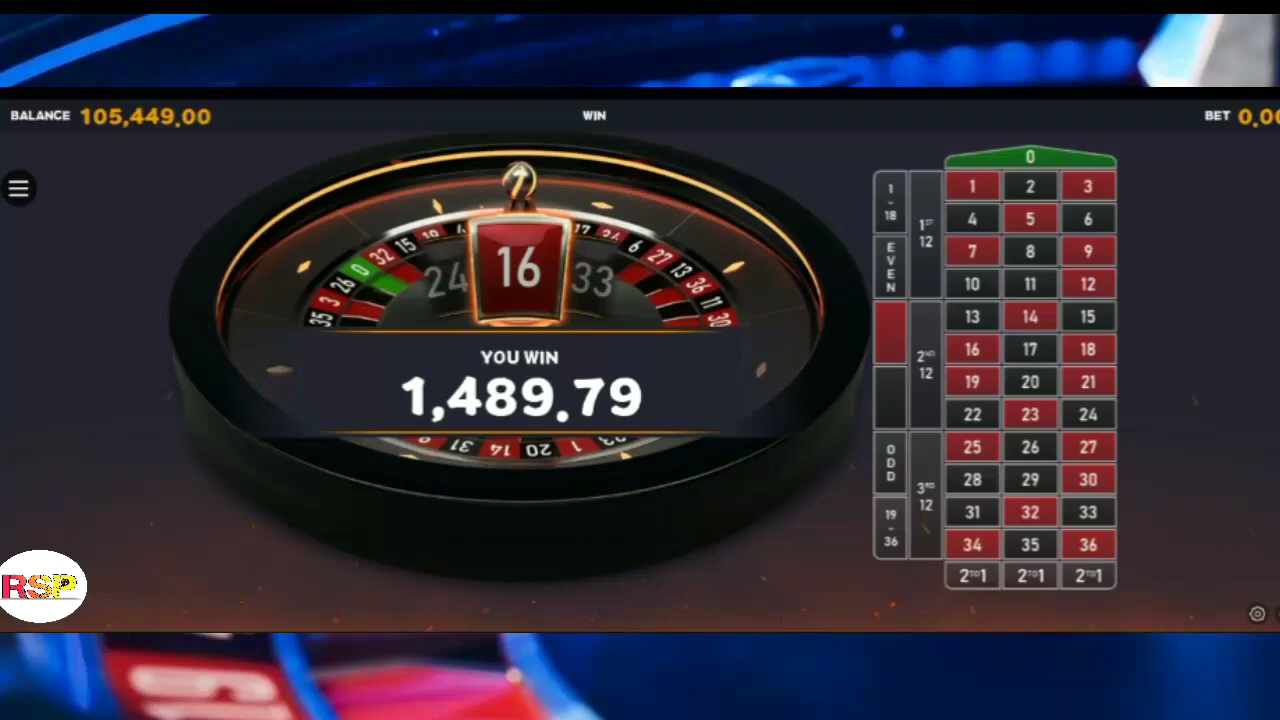 BALANCE 105,449.00
WIN
BET 0.00
16
24
33
0
32
15
26
3
35
17
6
27
13
36
11
30
YOU WIN
1,489.79
9
31
14
20
1
0
1 2 3
4 5 6
7 8 9
10 11 12
13 14 15
16 17 18
19 20 21
22 23 24
25 26 27
28 29 30
31 32 33
34 35 36
2TO1 2TO1 2TO1
1-18
EVEN
ODD
19-36
1ST 12
2ND 12
3RD 12
RSP